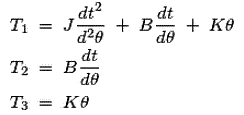 T₁ = J dt²/d²θ + B dt/dθ + Kθ
T₂ = B dt/dθ
T₃ = Kθ